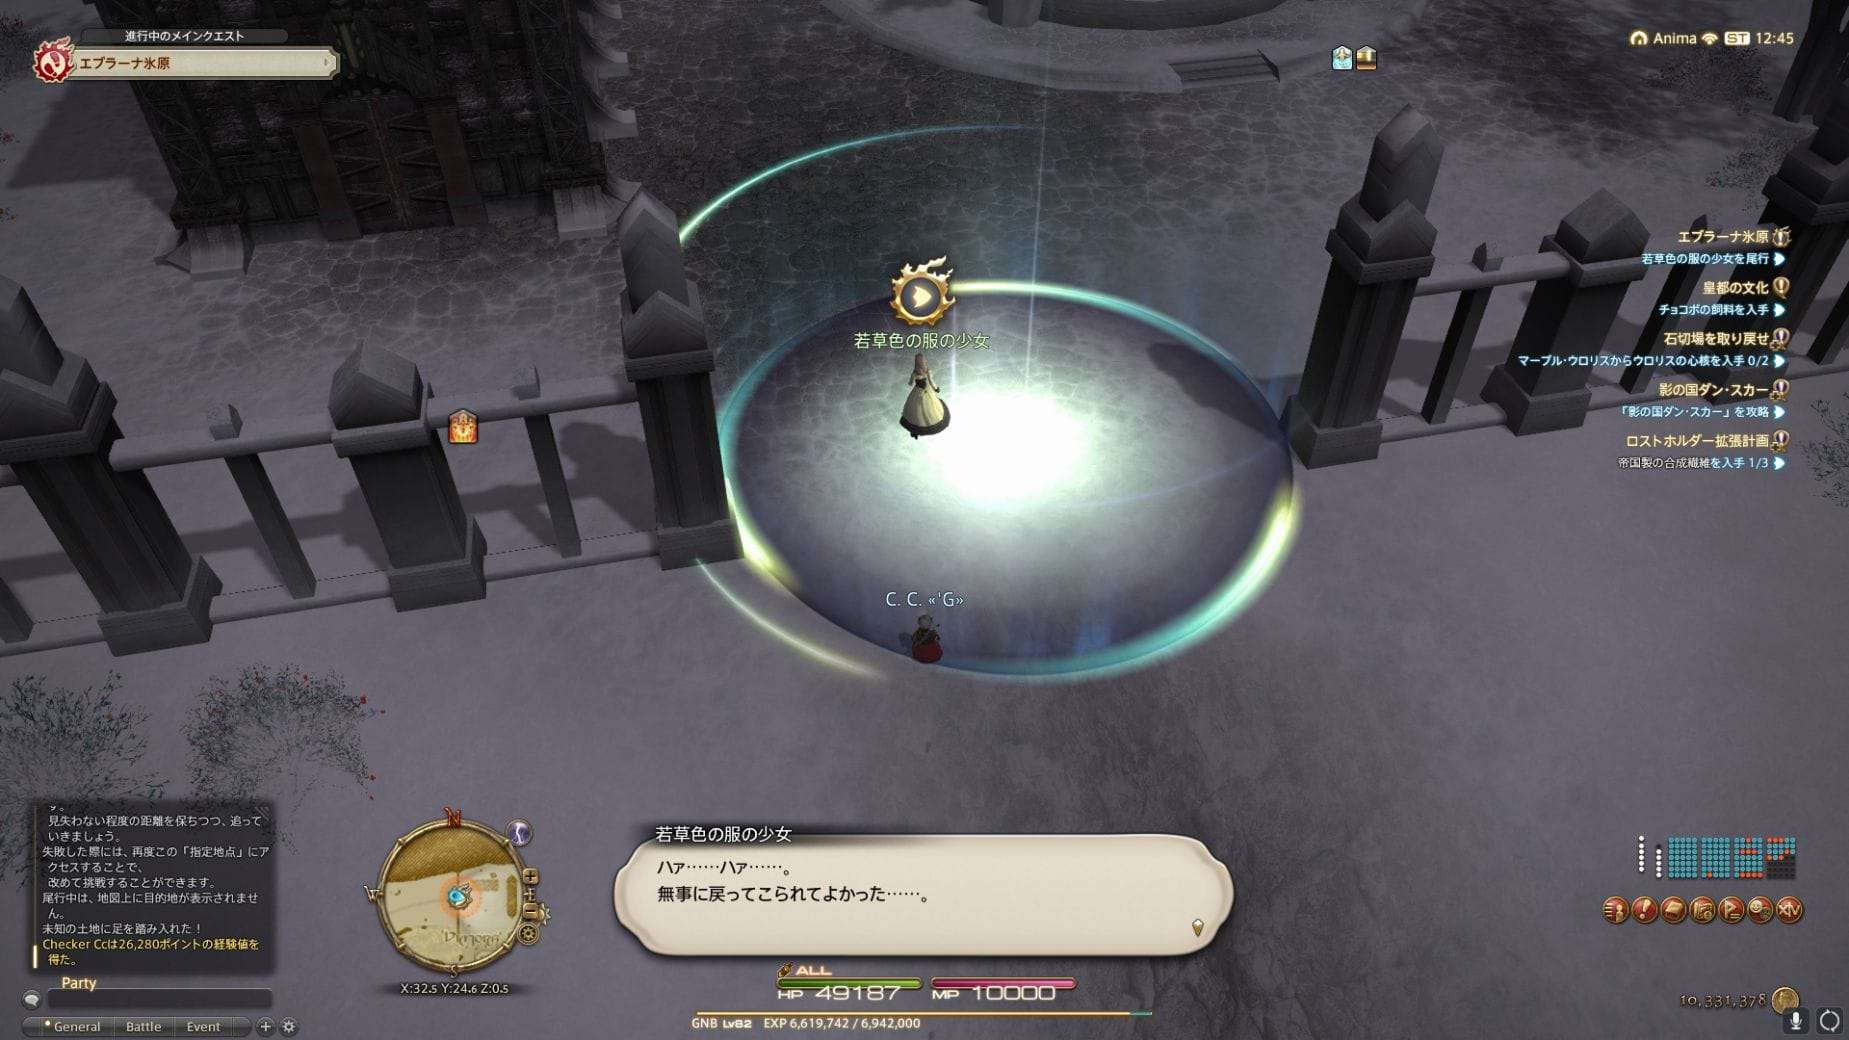 進行中のメインクエスト
エブラーナ氷原
Anima ST 12:45
エブラーナ氷原
若草色の服の少女を尾行
皇都の文化
チョコボの飼料を入手
石切場を取り戻せ
マーブル・ウロリスからウロリスの心核を入手 0/2
影の国ダン・スカー
「影の国ダン・スカー」を攻略
ロストホルダー拡張計画
帝国製の合成繊維を入手 1/3
若草色の服の少女
C. C. «'G»
す。
見失わない程度の距離を保ちつつ、追って
いきましょう。
失敗した際には、再度この「指定地点」にア
クセスすることで、
改めて挑戦することができます。
尾行中は、地図上に目的地が表示されませ
ん。
未知の土地に足を踏み入れた！
Checker Ccは26,280ポイントの経験値を
得た。
Party
General Battle Event
N
W
S
X:32.5 Y:24.6 Z:0.5
若草色の服の少女
ハァ……ハァ……。
無事に戻ってこられてよかった……。
ALL
HP 49187 MP 10000
GNB Lv82 EXP 6,619,742 / 6,942,000
XIV
10,331,378